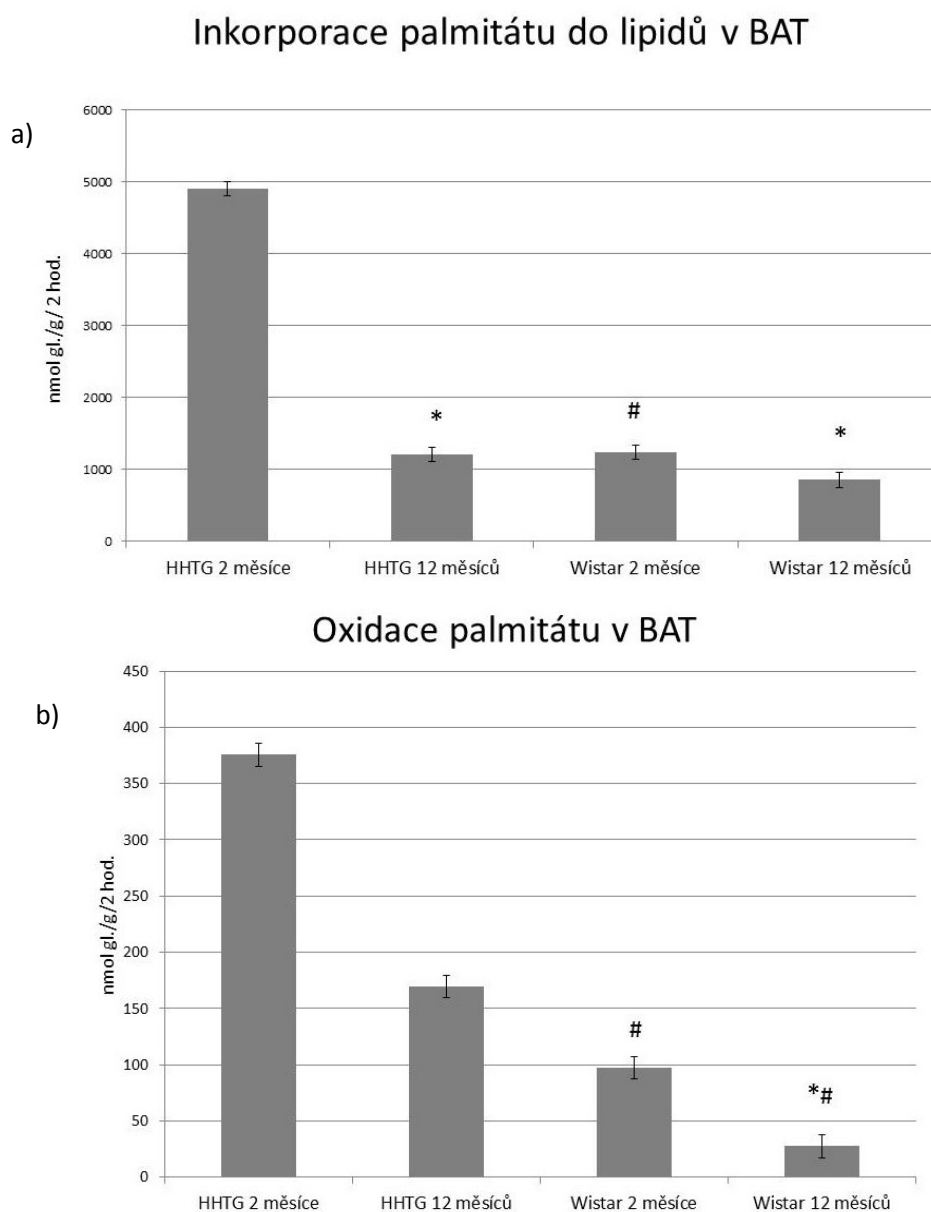 Inkorporace palmitátu do lipidů v BAT
a)
nmol gl./g/ 2 hod.
6000
5000
4000
3000
2000
1000
0
*
#
*
HHTG 2 měsíce
HHTG 12 měsíců
Wistar 2 měsíce
Wistar 12 měsíců
Oxidace palmitátu v BAT
b)
nmol gl./g/2 hod.
450
400
350
300
250
200
150
100
50
0
#
*#
HHTG 2 měsíce
HHTG 12 měsíců
Wistar 2 měsíce
Wistar 12 měsíců